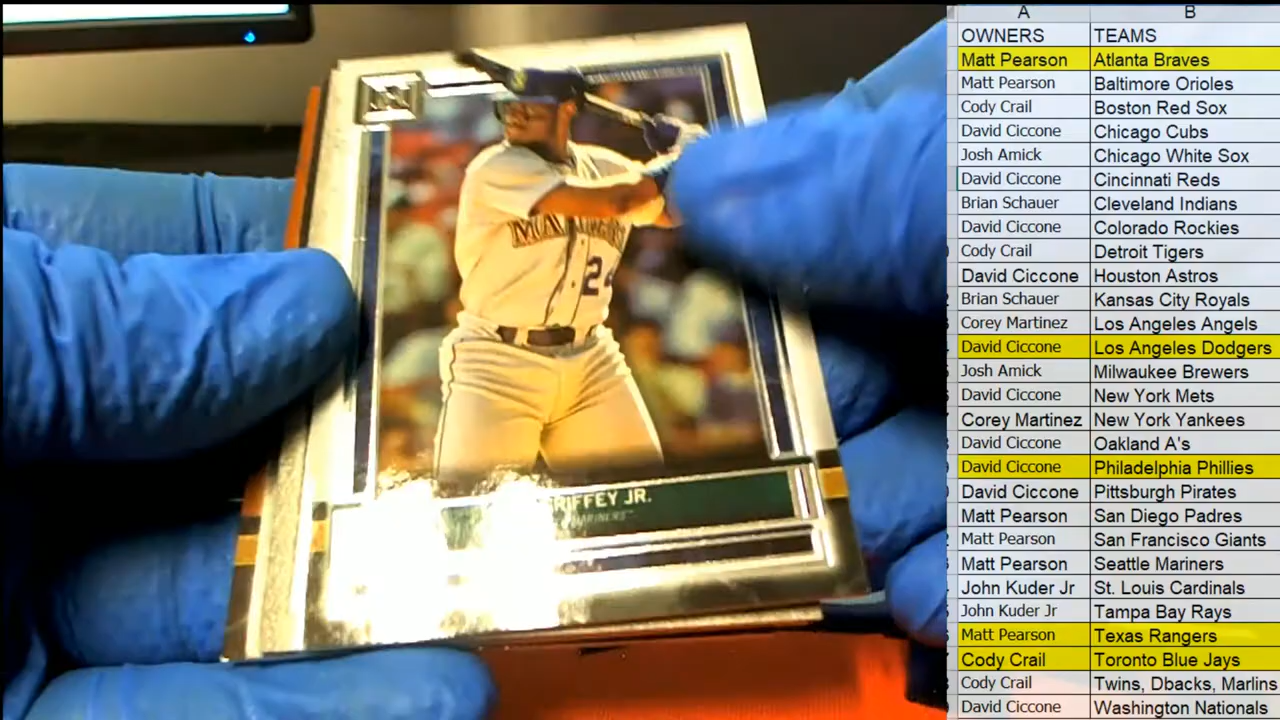 24
RIFFEY JR.
MARINERS
A B
OWNERS TEAMS
Matt Pearson Atlanta Braves
Matt Pearson Baltimore Orioles
Cody Crail Boston Red Sox
David Ciccone Chicago Cubs
Josh Amick Chicago White Sox
David Ciccone Cincinnati Reds
Brian Schauer Cleveland Indians
David Ciccone Colorado Rockies
Cody Crail Detroit Tigers
David Ciccone Houston Astros
Brian Schauer Kansas City Royals
Corey Martinez Los Angeles Angels
David Ciccone Los Angeles Dodgers
Josh Amick Milwaukee Brewers
David Ciccone New York Mets
Corey Martinez New York Yankees
David Ciccone Oakland A's
David Ciccone Philadelphia Phillies
David Ciccone Pittsburgh Pirates
Matt Pearson San Diego Padres
Matt Pearson San Francisco Giants
Matt Pearson Seattle Mariners
John Kuder Jr St. Louis Cardinals
John Kuder Jr Tampa Bay Rays
Matt Pearson Texas Rangers
Cody Crail Toronto Blue Jays
Cody Crail Twins, Dbacks, Marlins
David Ciccone Washington Nationals